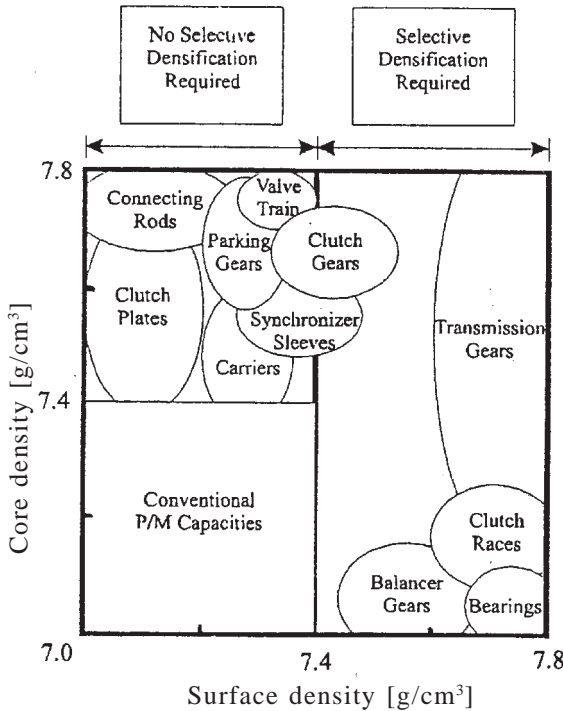 No Selective
Densification
Required
Selective
Densification
Required
7.8
Connecting
Rods
Valve
Train
Parking
Gears
Clutch
Gears
Clutch
Plates
Synchronizer
Sleeves
Transmission
Gears
Carriers
7.4
Conventional
P/M Capacities
Clutch
Races
Balancer
Gears
Bearings
7.0
7.4
7.8
Core density [g/cm³]
Surface density [g/cm³]